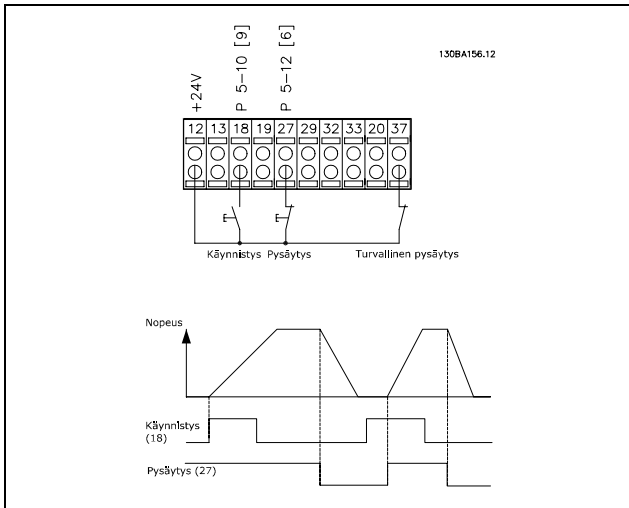 130BA156.12
+24V
P 5-10 [9]
P 5-12 [6]
12 13 18 19 27 29 32 33 20 37
Käynnistys Pysäytys Turvallinen pysäytys
Nopeus
Käynnistys
(18)
Pysäytys (27)